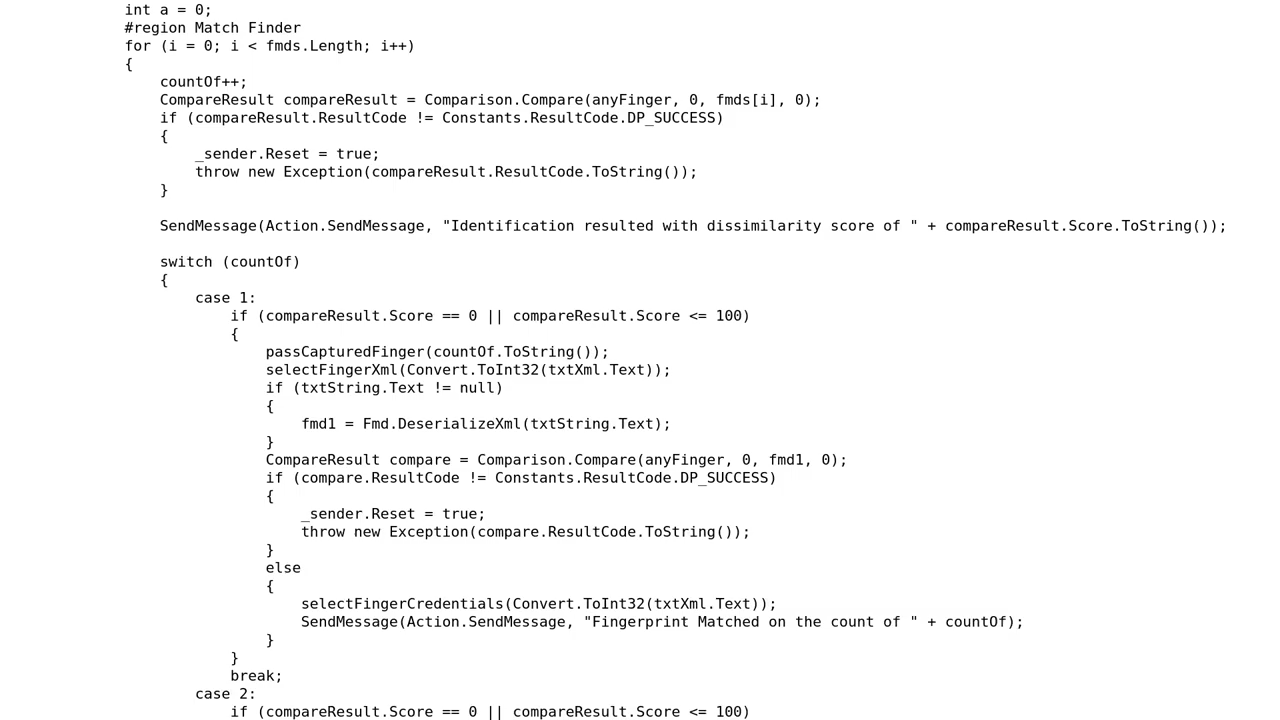 int a = 0;
#region Match Finder
for (i = 0; i < fmds.Length; i++)
{
countOf++;
CompareResult compareResult = Comparison.Compare(anyFinger, 0, fmds[i], 0);
if (compareResult.ResultCode != Constants.ResultCode.DP_SUCCESS)
{
_sender.Reset = true;
throw new Exception(compareResult.ResultCode.ToString());
}
SendMessage(Action.SendMessage, "Identification resulted with dissimilarity score of " + compareResult.Score.ToString());
switch (countOf)
{
case 1:
if (compareResult.Score == 0 || compareResult.Score <= 100)
{
passCapturedFinger(countOf.ToString());
selectFingerXml(Convert.ToInt32(txtXml.Text));
if (txtString.Text != null)
{
fmd1 = Fmd.DeserializeXml(txtString.Text);
}
CompareResult compare = Comparison.Compare(anyFinger, 0, fmd1, 0);
if (compare.ResultCode != Constants.ResultCode.DP_SUCCESS)
{
_sender.Reset = true;
throw new Exception(compare.ResultCode.ToString());
}
else
{
selectFingerCredentials(Convert.ToInt32(txtXml.Text));
SendMessage(Action.SendMessage, "Fingerprint Matched on the count of " + countOf);
}
}
break;
case 2:
if (compareResult.Score == 0 || compareResult.Score <= 100)